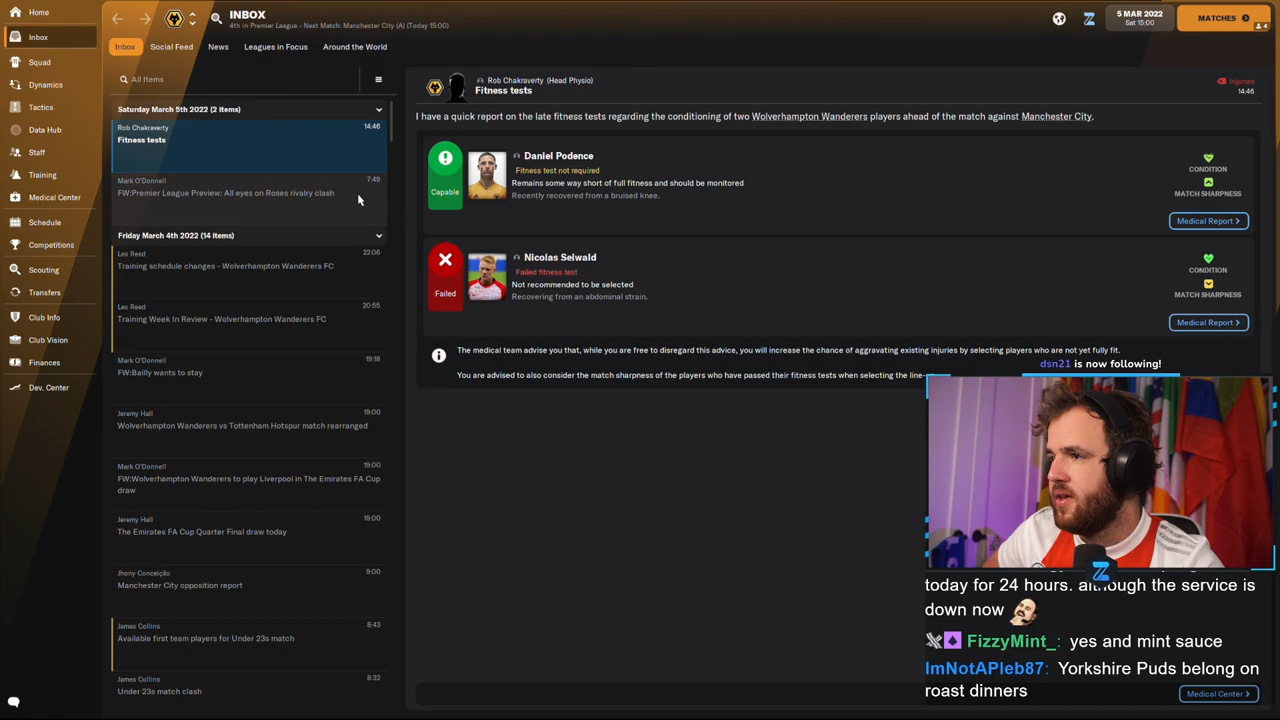 INBOX
4th in Premier League - Next Match: Manchester City (A) (Today 15:00)
5 MAR 2022
Sat 15:00
MATCHES
4
Home
Inbox
Squad
Dynamics
Tactics
Data Hub
Staff
Training
Medical Center
Schedule
Competitions
Scouting
Transfers
Club Info
Club Vision
Finances
Dev. Center
Inbox
Social Feed
News
Leagues in Focus
Around the World
All Items
Saturday March 5th 2022 (2 items)
Rob Chakraverty 14:46
Fitness tests
Mark O'Donnell 7:49
FW:Premier League Preview: All eyes on Roses rivalry clash
Friday March 4th 2022 (14 items)
Les Reed 22:06
Training schedule changes - Wolverhampton Wanderers FC
Les Reed 20:55
Training Week In Review - Wolverhampton Wanderers FC
Mark O'Donnell 19:18
FW:Bailly wants to stay
Jeremy Hall 19:00
Wolverhampton Wanderers vs Tottenham Hotspur match rearranged
Mark O'Donnell 19:00
FW:Wolverhampton Wanderers to play Liverpool in The Emirates FA Cup
draw
Jeremy Hall 19:00
The Emirates FA Cup Quarter Final draw today
Jhony Conceição 9:00
Manchester City opposition report
James Collins 8:43
Available first team players for Under 23s match
James Collins 8:32
Under 23s match clash
Rob Chakraverty (Head Physio)
Fitness tests
Injuries
14:46
I have a quick report on the late fitness tests regarding the conditioning of two Wolverhampton Wanderers players ahead of the match against Manchester City.
Capable
Daniel Podence
Fitness test not required
Remains some way short of full fitness and should be monitored
Recently recovered from a bruised knee.
CONDITION
MATCH SHARPNESS
Medical Report
Failed
Nicolas Seiwald
Failed fitness test
Not recommended to be selected
Recovering from an abdominal strain.
CONDITION
MATCH SHARPNESS
Medical Report
The medical team advise you that, while you are free to disregard this advice, you will increase the chance of aggravating existing injuries by selecting players who are not yet fully fit.
You are advised to also consider the match sharpness of the players who have passed their fitness tests when selecting the line-
dsn21 is now following!
today for 24 hours. although the service is
down now
FizzyMint_: yes and mint sauce
ImNotAPleb87: Yorkshire Puds belong on
roast dinners
Medical Center